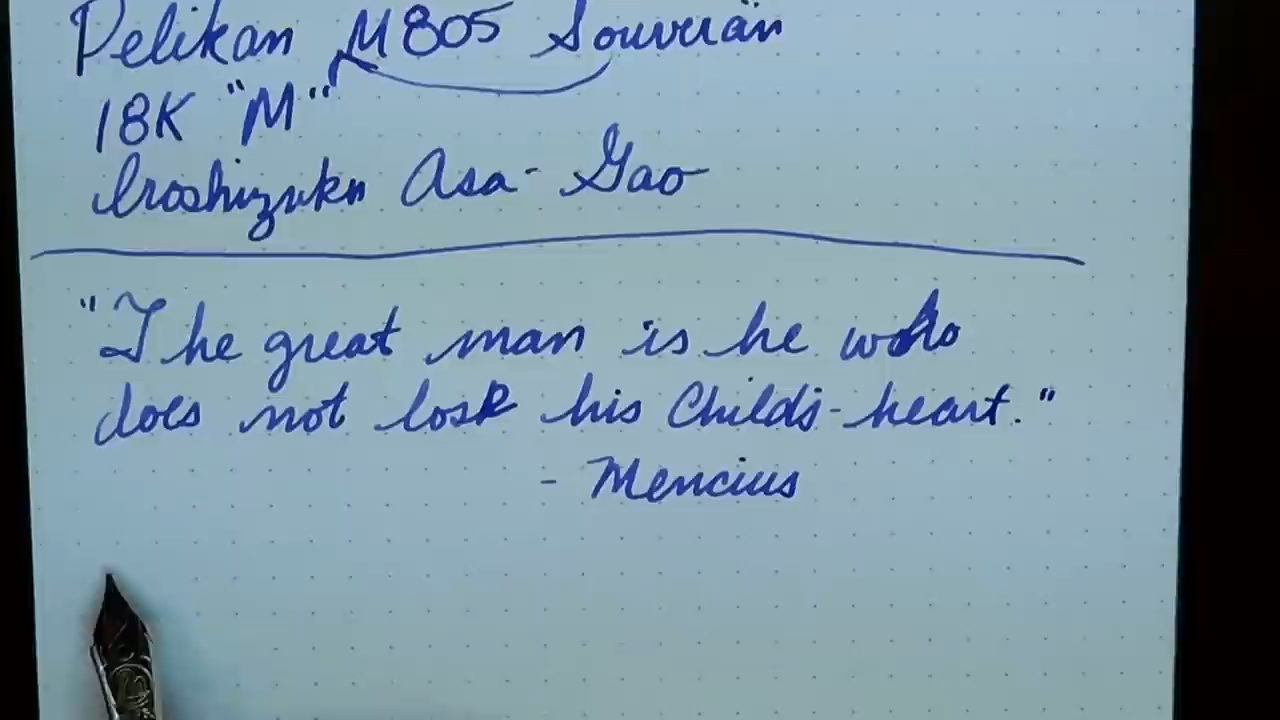 Pelikan M805 Souverän
18K "M"
Iroshizuku Asa-Gao
"The great man is he who
does not lose his Child's-heart."
- Mencius